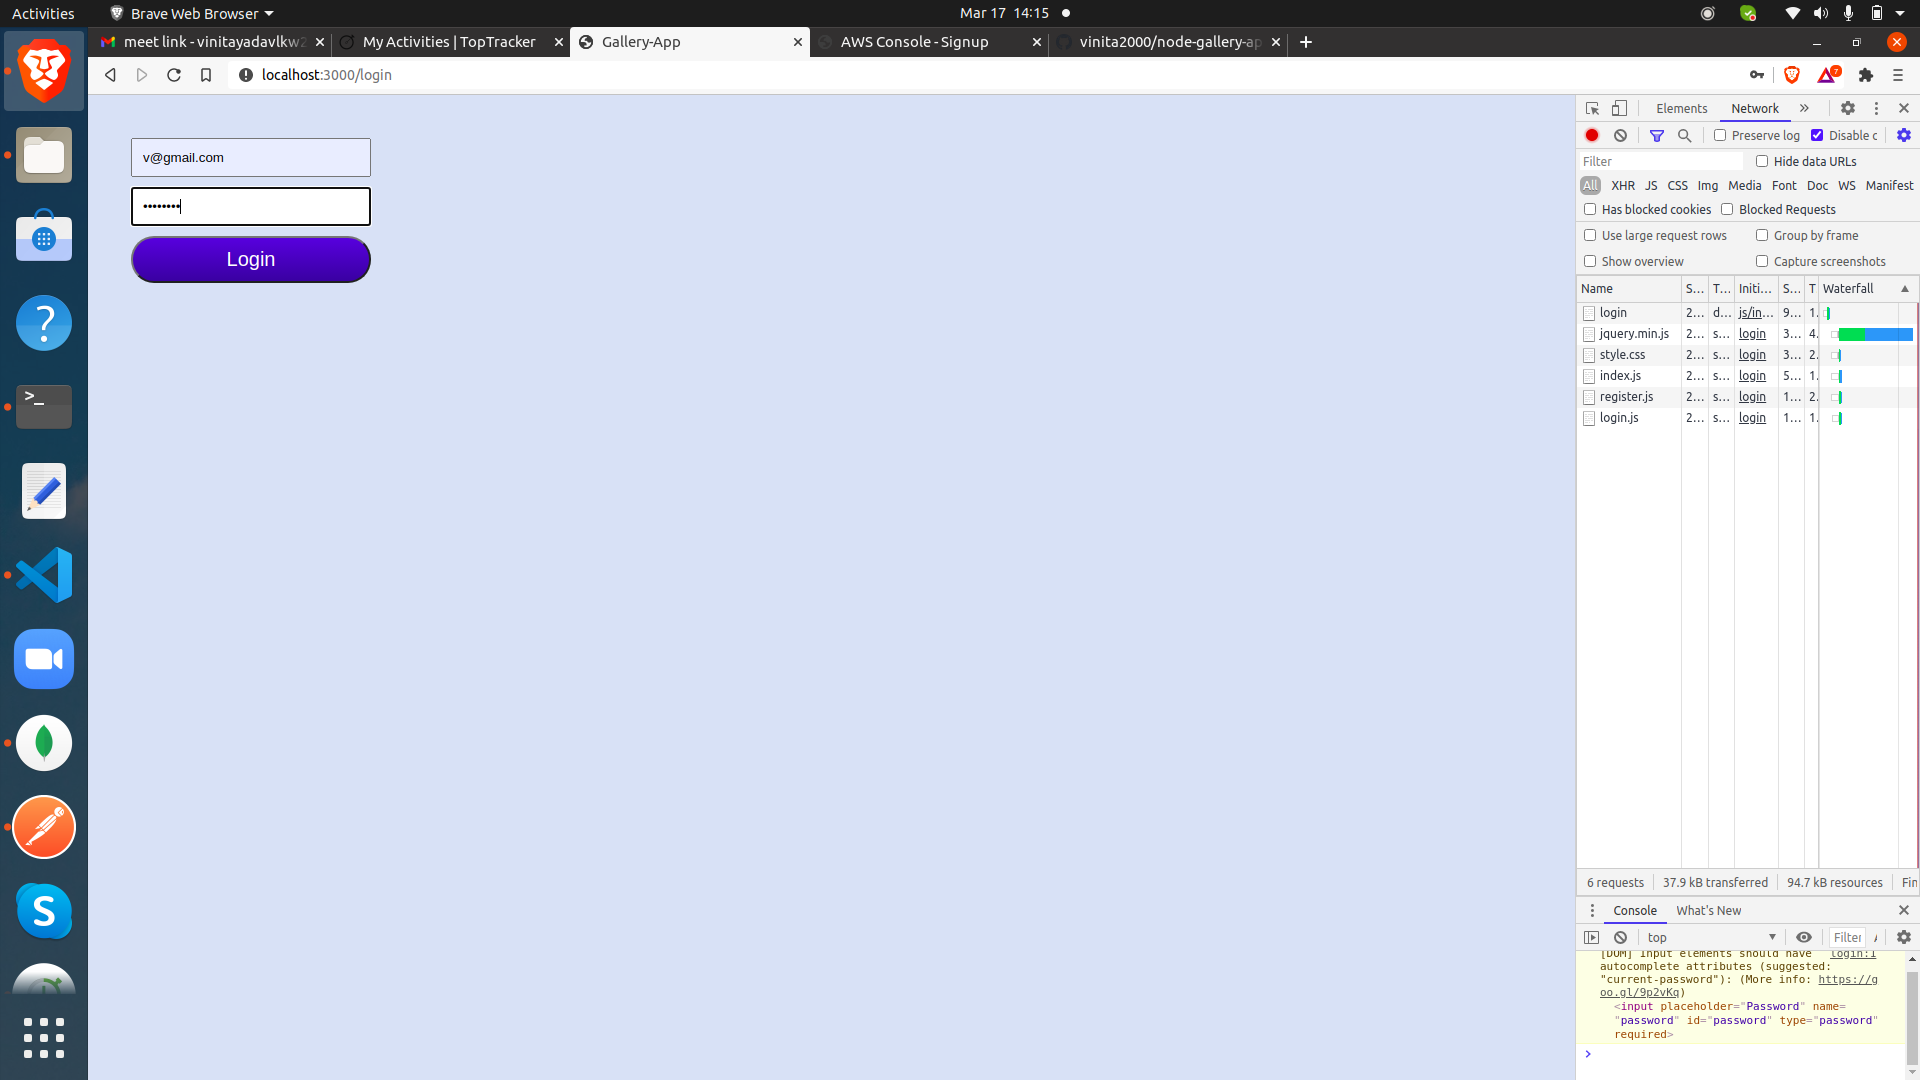 Activities
Brave Web Browser
Mar 17 14:15
meet link - vinitayadavlkw2
My Activities | TopTracker
Gallery-App
AWS Console - Signup
vinita2000/node-gallery-ap
localhost:3000/login
7
v@gmail.com
••••••••
Login
Elements
Network
Preserve log
Disable c
Filter
Hide data URLs
All XHR JS CSS Img Media Font Doc WS Manifest
Has blocked cookies
Blocked Requests
Use large request rows
Group by frame
Show overview
Capture screenshots
Name S... T... Initi... S... T Waterfall
login 2... d... js/in... 9... 1.
jquery.min.js 2... s... login 3... 4.
style.css 2... s... login 3... 2.
index.js 2... s... login 5... 1.
register.js 2... s... login 1... 2.
login.js 2... s... login 1... 1.
6 requests 37.9 kB transferred 94.7 kB resources Fin
Console
What's New
top
Filter
[DOM] Input elements should have login:1
autocomplete attributes (suggested:
"current-password"): (More info: https://g
oo.gl/9p2vKq)
<input placeholder="Password" name=
"password" id="password" type="password"
required>